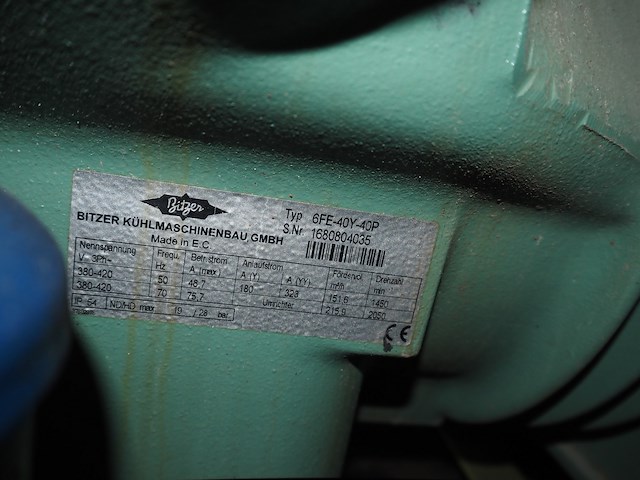 Bitzer
BITZER KÜHLMASCHINENBAU GMBH
Made in E.C
Typ 6FE-40Y-40P
S.Nr 1680804035
Nennspannung Frequ. Betr.strom Anlaufstrom Fördervol Drehzahl
V 3Ph~ Hz A (max) A (Y) A (YY) m³/h min
380-420 50 48.7 180 323 151.6 1450
380-420 70 75.7 Umrichter 215.9 2050
IP 54 ND/HD max 19 / 28 bar
CE